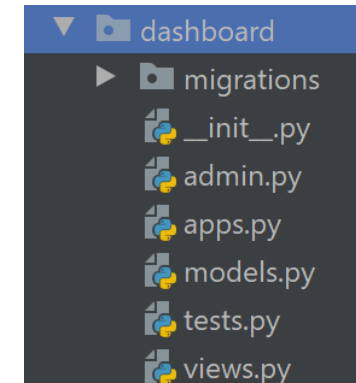 dashboard
migrations
__init__.py
admin.py
apps.py
models.py
tests.py
views.py